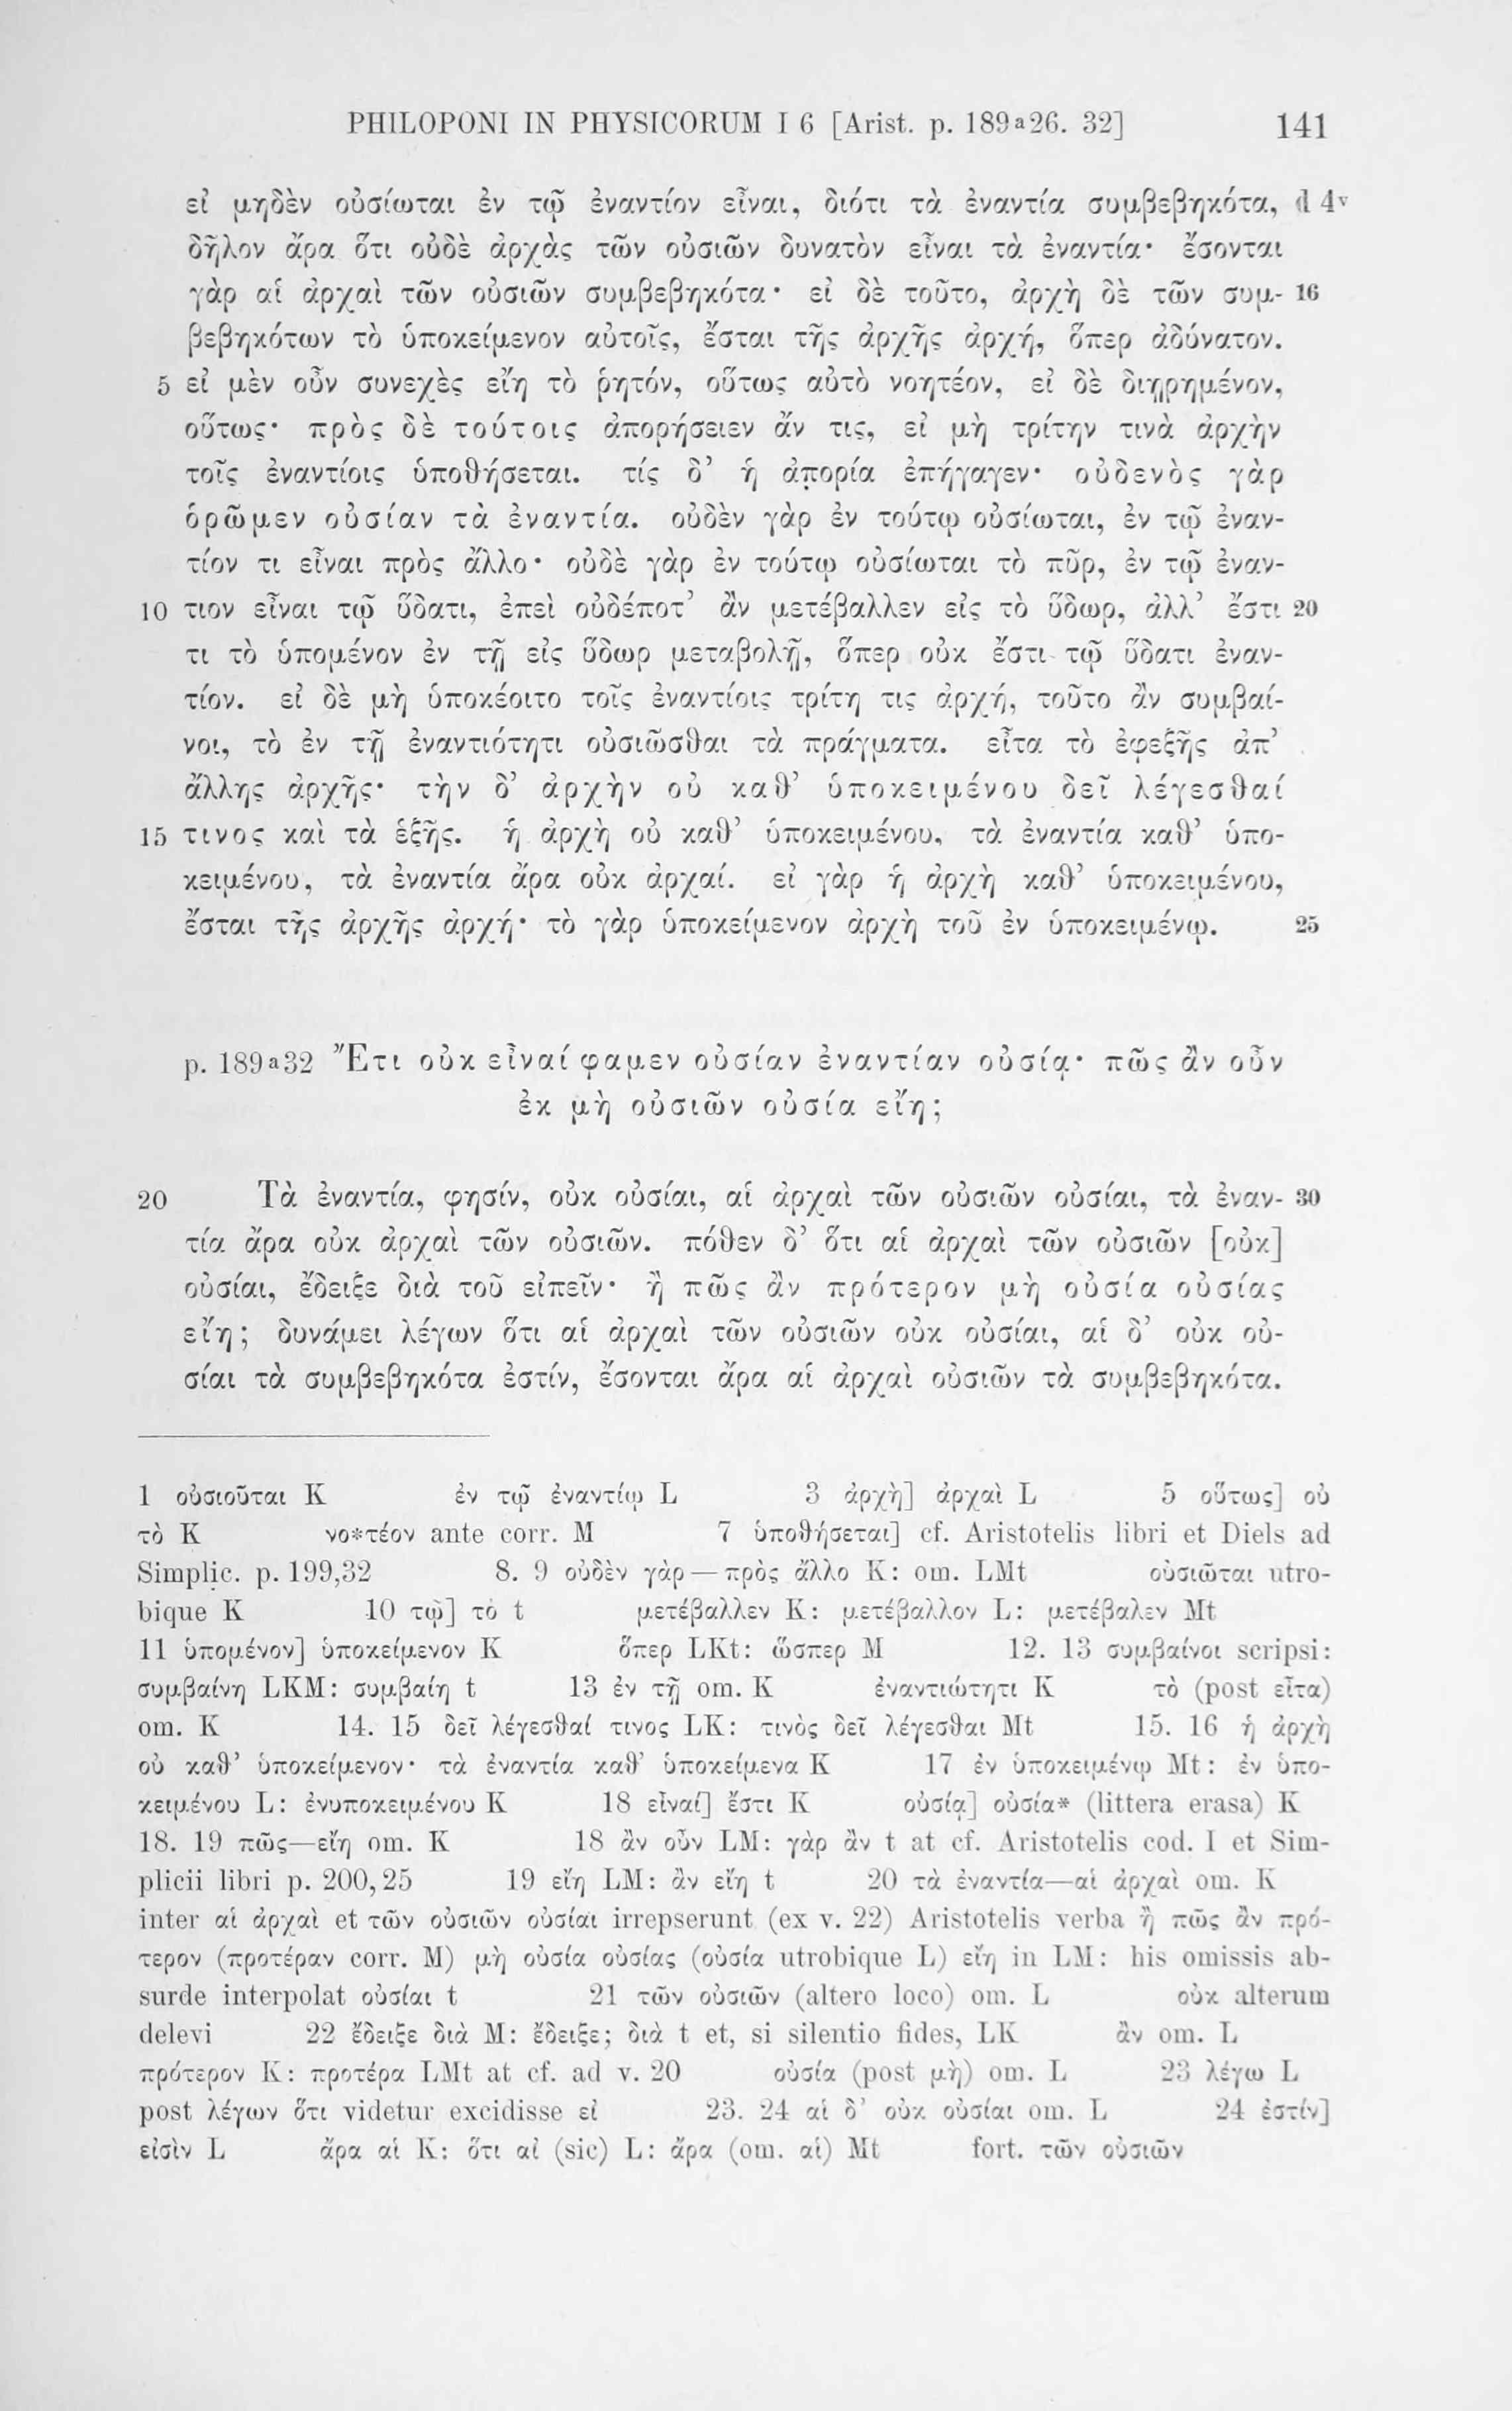 PHILOPONI IN PHYSICORUM I 6 [Arist. p. 189a26. 32] 141
εἰ μηδὲν οὐσίωται ἐν τῷ ἐναντίον εἶναι, διότι τὰ ἐναντία συμβεβηκότα, d 4v
δῆλον ἄρα ὅτι οὐδὲ ἀρχὰς τῶν οὐσιῶν δυνατὸν εἶναι τὰ ἐναντία· ἔσονται
γὰρ αἱ ἀρχαὶ τῶν οὐσιῶν συμβεβηκότα· εἰ δὲ τοῦτο, ἀρχὴ δὲ τῶν συμ- 16
βεβηκότων τὸ ὑποκείμενον αὐτοῖς, ἔσται τῆς ἀρχῆς ἀρχή, ὅπερ ἀδύνατον.
5 εἰ μὲν οὖν συνεχὲς εἴη τὸ ῥητόν, οὕτως αὐτὸ νοητέον, εἰ δὲ διῃρημένον,
οὕτως· πρὸς δὲ τούτοις ἀπορήσειεν ἄν τις, εἰ μὴ τρίτην τινὰ ἀρχὴν
τοῖς ἐναντίοις ὑποθήσεται. τίς δ’ ἡ ἀπορία ἐπήγαγεν· οὐδενὸς γὰρ
ὁρῶμεν οὐσίαν τὰ ἐναντία. οὐδὲν γὰρ ἐν τούτῳ οὐσίωται, ἐν τῷ ἐναν-
τίον τι εἶναι πρὸς ἄλλο· οὐδὲ γὰρ ἐν τούτῳ οὐσίωται τὸ πῦρ, ἐν τῷ ἐναν-
10 τιον εἶναι τῷ ὕδατι, ἐπεὶ οὐδέποτ’ ἂν μετέβαλλεν εἰς τὸ ὕδωρ, ἀλλ’ ἔστι 20
τι τὸ ὑπομένον ἐν τῇ εἰς ὕδωρ μεταβολῇ, ὅπερ οὐκ ἔστι τῷ ὕδατι ἐναν-
τίον. εἰ δὲ μὴ ὑποκέοιτο τοῖς ἐναντίοις τρίτη τις ἀρχή, τοῦτο ἂν συμβαί-
νοι, τὸ ἐν τῇ ἐναντιότητι οὐσιῶσθαι τὰ πράγματα. εἶτα τὸ ἐφεξῆς ἀπ’
ἄλλης ἀρχῆς· τὴν δ’ ἀρχὴν οὐ καθ’ ὑποκειμένου δεῖ λέγεσθαί
15 τινος καὶ τὰ ἑξῆς. ἡ ἀρχὴ οὐ καθ’ ὑποκειμένου, τὰ ἐναντία καθ’ ὑπο-
κειμένου, τὰ ἐναντία ἄρα οὐκ ἀρχαί. εἰ γὰρ ἡ ἀρχὴ καθ’ ὑποκειμένου,
ἔσται τῆς ἀρχῆς ἀρχή· τὸ γὰρ ὑποκείμενον ἀρχὴ τοῦ ἐν ὑποκειμένῳ. 25
p. 189a32 Ἔτι οὐκ εἶναί φαμεν οὐσίαν ἐναντίαν οὐσίᾳ· πῶς ἂν οὖν
ἐκ μὴ οὐσιῶν οὐσία εἴη;
20 Τὰ ἐναντία, φησίν, οὐκ οὐσίαι, αἱ ἀρχαὶ τῶν οὐσιῶν οὐσίαι, τὰ ἐναν- 30
τία ἄρα οὐκ ἀρχαὶ τῶν οὐσιῶν. πόθεν δ’ ὅτι αἱ ἀρχαὶ τῶν οὐσιῶν [οὐκ]
οὐσίαι, ἔδειξε διὰ τοῦ εἰπεῖν· ἢ πῶς ἂν πρότερον μὴ οὐσία οὐσίας
εἴη; δυνάμει λέγων ὅτι αἱ ἀρχαὶ τῶν οὐσιῶν οὐκ οὐσίαι, αἱ δ’ οὐκ οὐ-
σίαι τὰ συμβεβηκότα ἐστίν, ἔσονται ἄρα αἱ ἀρχαὶ οὐσιῶν τὰ συμβεβηκότα.
1 οὐσιοῦται K ἐν τῷ ἐναντίῳ L 3 ἀρχὴ] ἀρχαὶ L 5 οὕτως] οὐ
τὸ K νο*τέον ante corr. M 7 ὑποθήσεται] cf. Aristotelis libri et Diels ad
Simplic. p. 199,32 8. 9 οὐδὲν γὰρ — πρὸς ἄλλο K: om. LMt οὐσιῶται utro-
bique K 10 τῷ] τὸ t μετέβαλλεν K: μετέβαλλον L: μετέβαλεν Mt
11 ὑπομένον] ὑποκείμενον K ὅπερ LKt: ὥσπερ M 12. 13 συμβαίνοι scripsi:
συμβαίνη LKM: συμβαίη t 13 ἐν τῇ om. K ἐναντιώτητι K τὸ (post εἶτα)
om. K 14. 15 δεῖ λέγεσθαί τινος LK: τινὸς δεῖ λέγεσθαι Mt 15. 16 ἡ ἀρχὴ
οὐ καθ’ ὑποκείμενον· τὰ ἐναντία καθ’ ὑποκείμενα K 17 ἐν ὑποκειμένῳ Mt: ἐν ὑπο-
κειμένου L: ἐνυποκειμένου K 18 εἶναί] ἔστι K οὐσίᾳ] οὐσία* (littera erasa) K
18. 19 πῶς—εἴη om. K 18 ἂν οὖν LM: γὰρ ἂν t at cf. Aristotelis cod. I et Sim-
plicii libri p. 200,25 19 εἴη LM: ἂν εἴη t 20 τὰ ἐναντία—αἱ ἀρχαὶ om. K
inter αἱ ἀρχαὶ et τῶν οὐσιῶν οὐσίαι irrepserunt (ex v. 22) Aristotelis verba ἢ πῶς ἂν πρό-
τερον (προτέραν corr. M) μὴ οὐσία οὐσίας (οὐσία utrobique L) εἴη in LM: his omissis ab-
surde interpolat οὐσίαι t 21 τῶν οὐσιῶν (altero loco) om. L οὐκ alterum
delevi 22 ἔδειξε διὰ M: ἔδειξε; διὰ t et, si silentio fides, LK ἂν om. L
πρότερον K: προτέρα LMt at cf. ad v. 20 οὐσία (post μὴ) om. L 23 λέγω L
post λέγων ὅτι videtur excidisse εἰ 23. 24 αἱ δ’ οὐκ οὐσίαι om. L 24 ἐστίν]
εἰσὶν L ἄρα αἱ K: ὅτι αἰ (sic) L: ἄρα (om. αἱ) Mt fort. τῶν οὐσιῶν